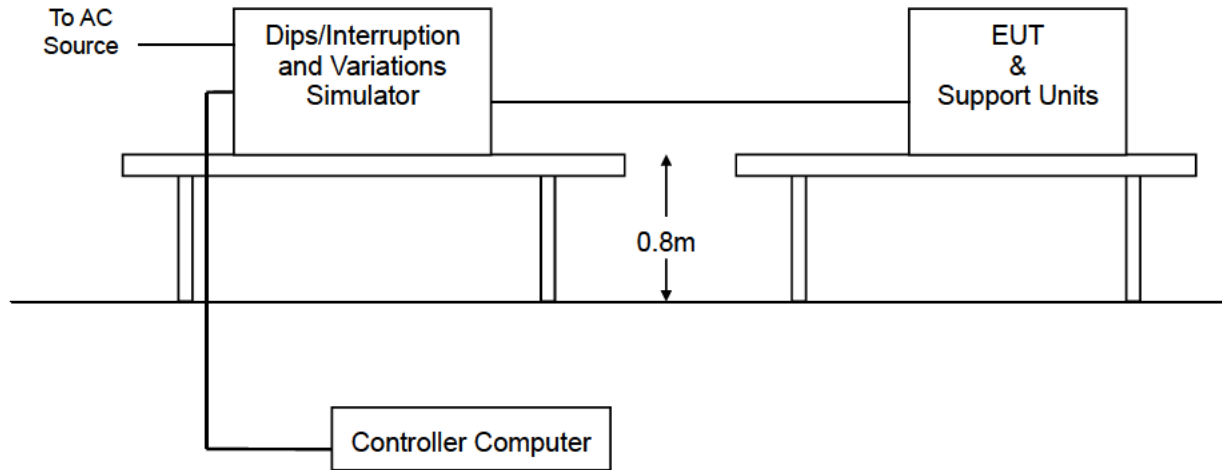 To AC
Source
Dips/Interruption
and Variations
Simulator
EUT
&
Support Units
0.8m
Controller Computer